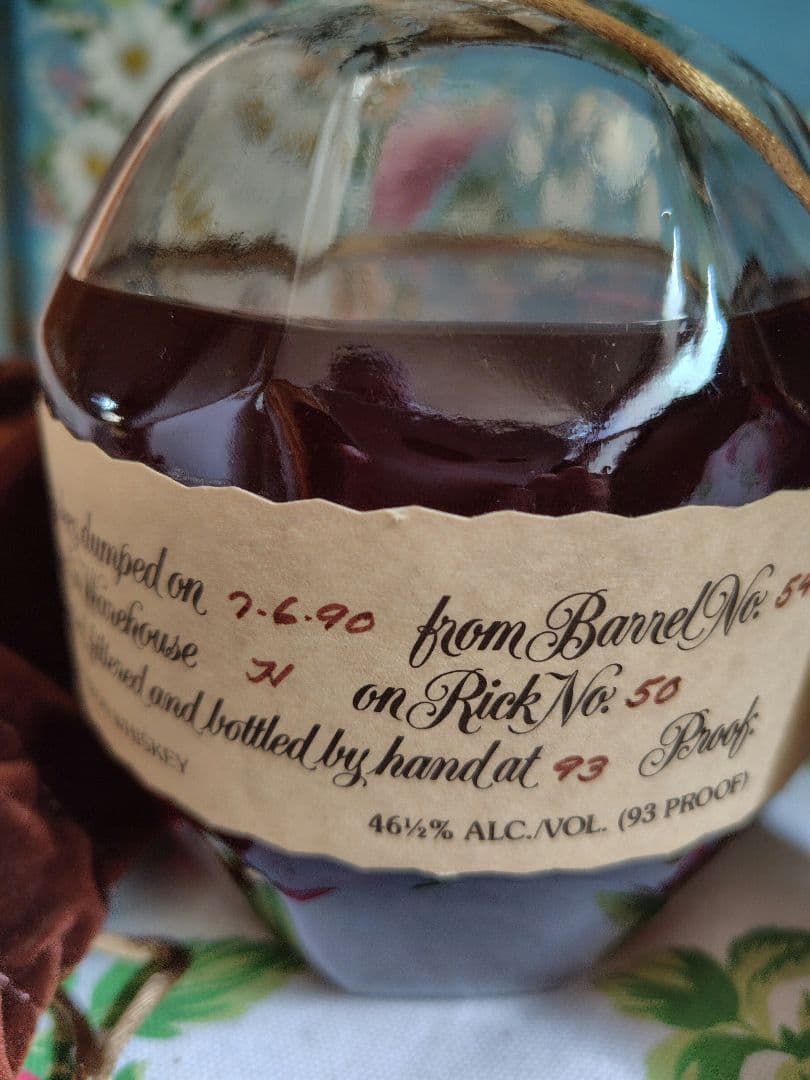 dumped on 7.6.90 from Barrel No. 54
Warehouse H on Rick No. 50
filtered and bottled by hand at 93 Proof.
WHISKEY
46½% ALC./VOL. (93 PROOF)